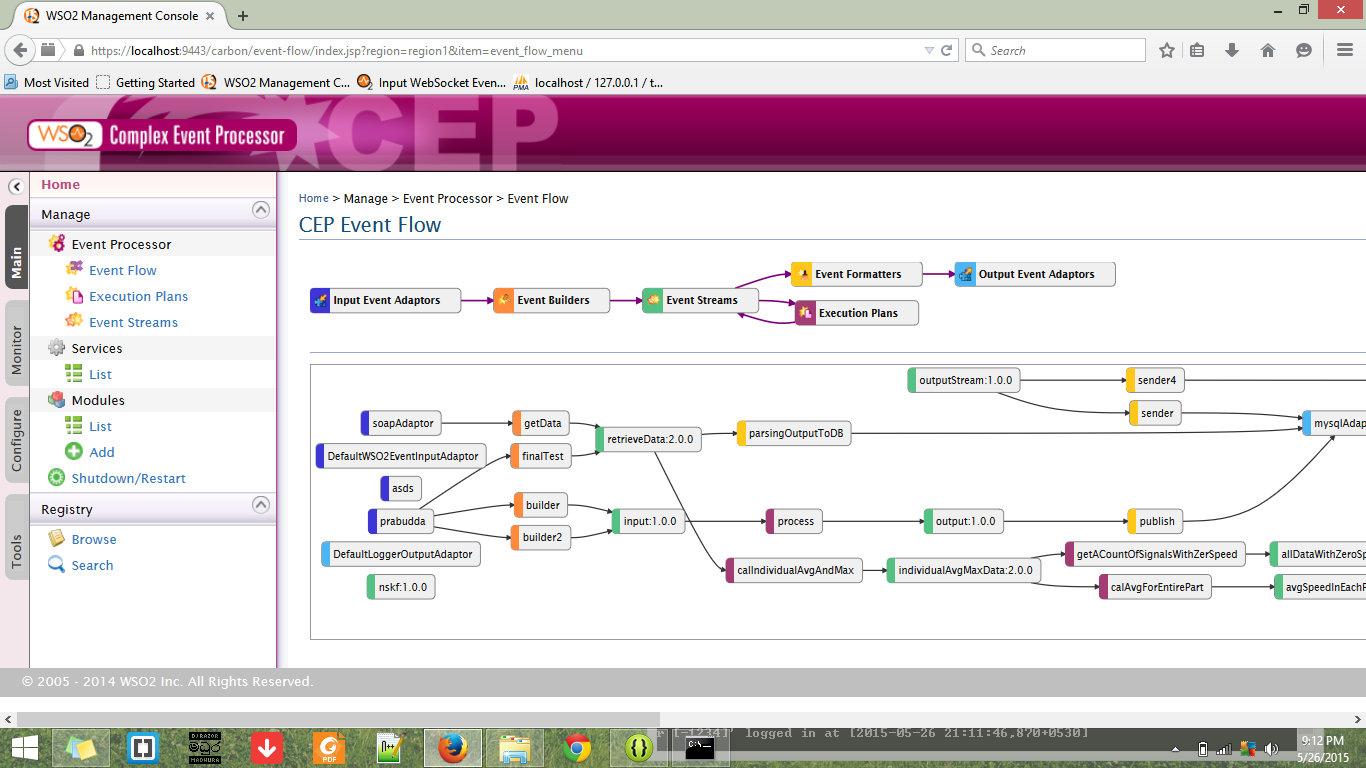 WSO2 Management Console
https://localhost:9443/carbon/event-flow/index.jsp?region=region1&item=event_flow_menu
Search
Most Visited
Getting Started
WSO2 Management C...
Input WebSocket Even...
localhost / 127.0.0.1 / t...
CEP
WSO2 Complex Event Processor
Main
Monitor
Configure
Tools
Home
Manage
Event Processor
Event Flow
Execution Plans
Event Streams
Services
List
Modules
List
Add
Shutdown/Restart
Registry
Browse
Search
Home > Manage > Event Processor > Event Flow
CEP Event Flow
Input Event Adaptors
Event Builders
Event Streams
Event Formatters
Output Event Adaptors
Execution Plans
outputStream:1.0.0
sender4
sender
soapAdaptor
getData
retrieveData:2.0.0
parsingOutputToDB
mysqlAdap
DefaultWSO2EventInputAdaptor
finalTest
asds
prabudda
builder
builder2
input:1.0.0
process
output:1.0.0
publish
DefaultLoggerOutputAdaptor
nskf:1.0.0
calIndividualAvgAndMax
individualAvgMaxData:2.0.0
getACountOfSignalsWithZerSpeed
allDataWithZeroSp
calAvgForEntirePart
avgSpeedInEachP
© 2005 - 2014 WSO2 Inc. All Rights Reserved.
r [-1234]' logged in at [2015-05-26 21:11:46,870+0530]
DJ RAZOR
මධුර
MADHURA
PDF
C:\
9:12 PM
5/26/2015